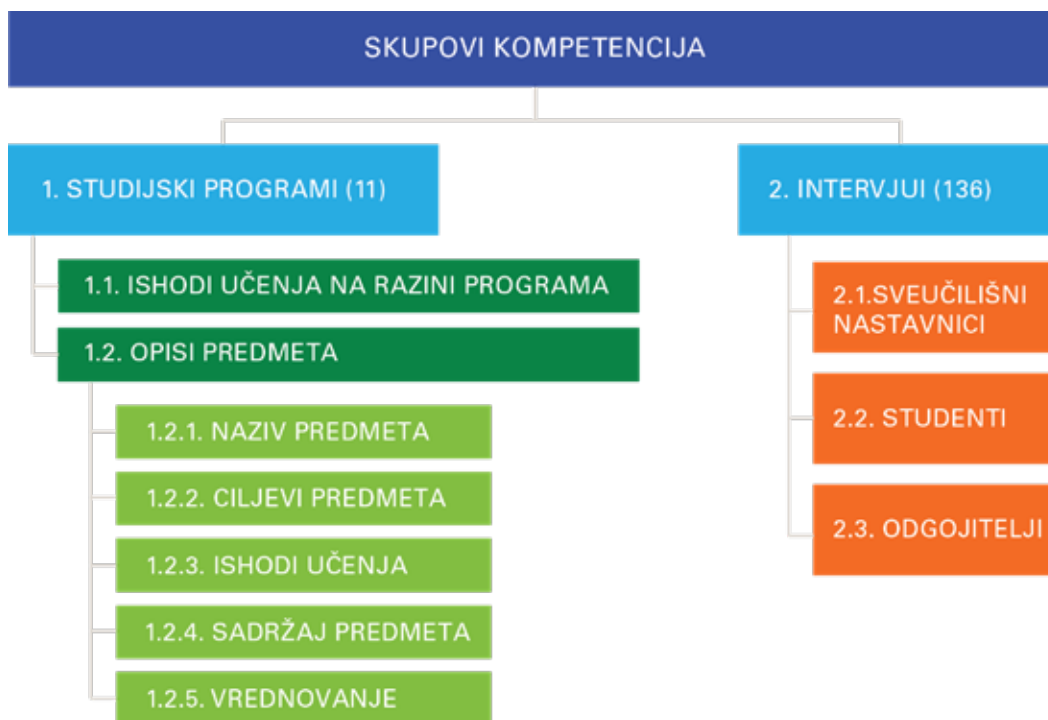 SKUPOVI KOMPETENCIJA
1. STUDIJSKI PROGRAMI (11)
1.1. ISHODI UČENJA NA RAZINI PROGRAMA
1.2. OPISI PREDMETA
1.2.1. NAZIV PREDMETA
1.2.2. CILJEVI PREDMETA
1.2.3. ISHODI UČENJA
1.2.4. SADRŽAJ PREDMETA
1.2.5. VREDNOVANJE
2. INTERVJUI (136)
2.1.SVEUČILIŠNI
NASTAVNICI
2.2. STUDENTI
2.3. ODGOJITELJI